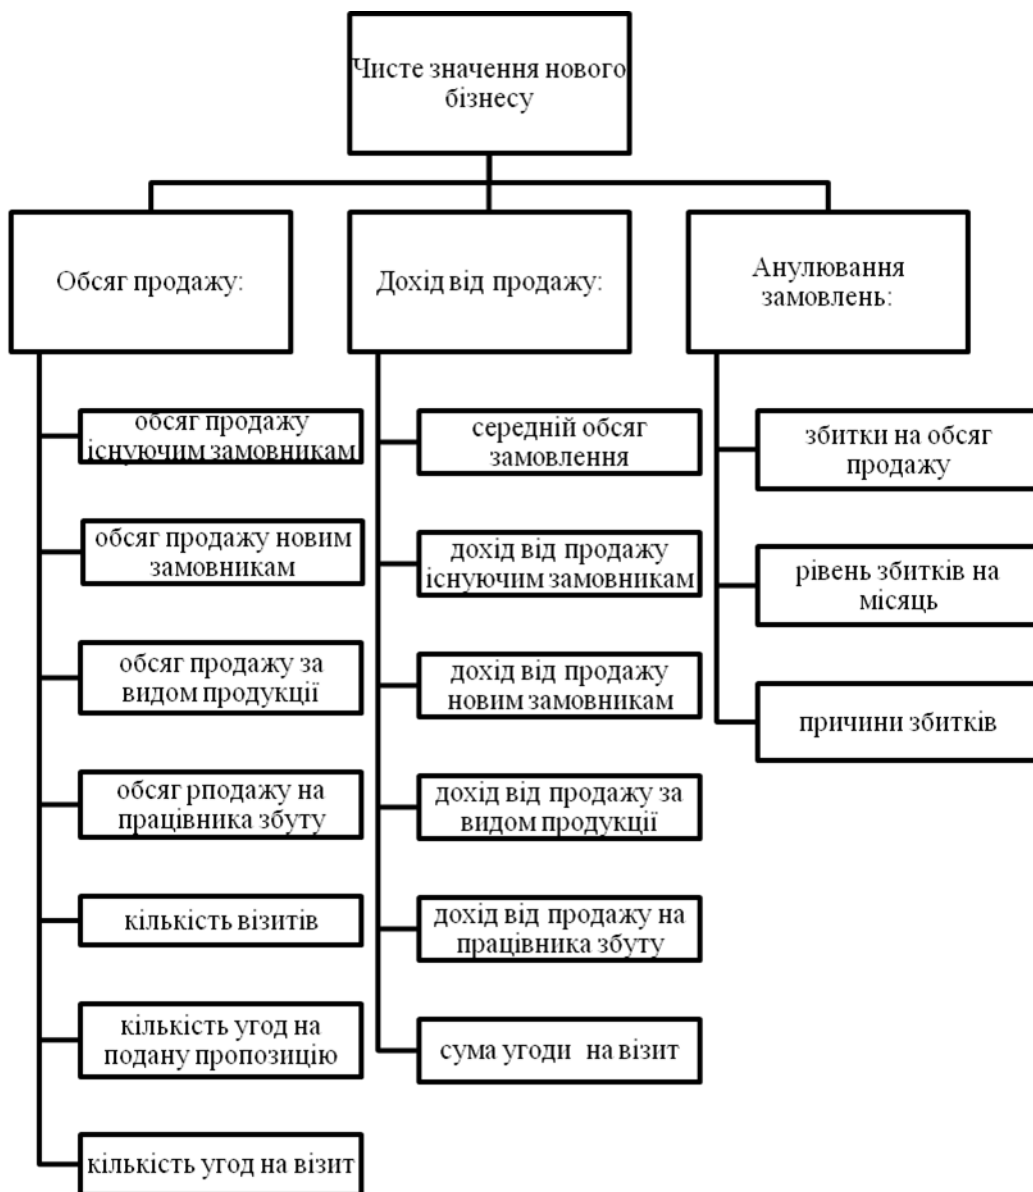 Чисте значення нового
бізнесу
Обсяг продажу:
Дохід від продажу:
Анулювання
замовлень:
обсяг продажу
існуючим замовникам
обсяг продажу новим
замовникам
обсяг продажу за
видом продукції
обсяг рподажу на
працівника збуту
кількість візитів
кількість угод на
подану пропозицію
кількість угод на візит
середній обсяг
замовлення
дохід від продажу
існуючим замовникам
дохід від продажу
новим замовникам
дохід від продажу за
видом продукції
дохід від продажу на
працівника збуту
сума угоди на візит
збитки на обсяг
продажу
рівень збитків на
місяць
причини збитків